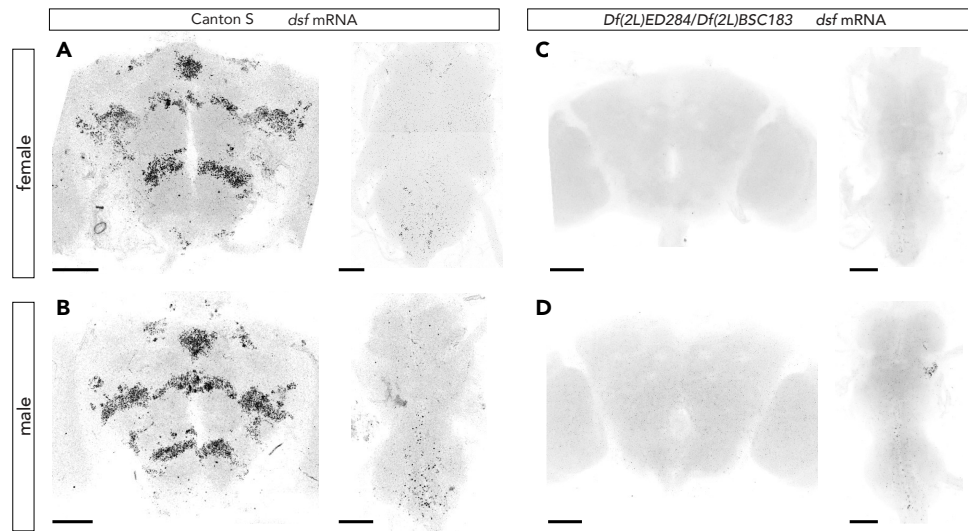 Canton S dsf mRNA
Df(2L)ED284/Df(2L)BSC183 dsf mRNA
female
A
C
male
B
D